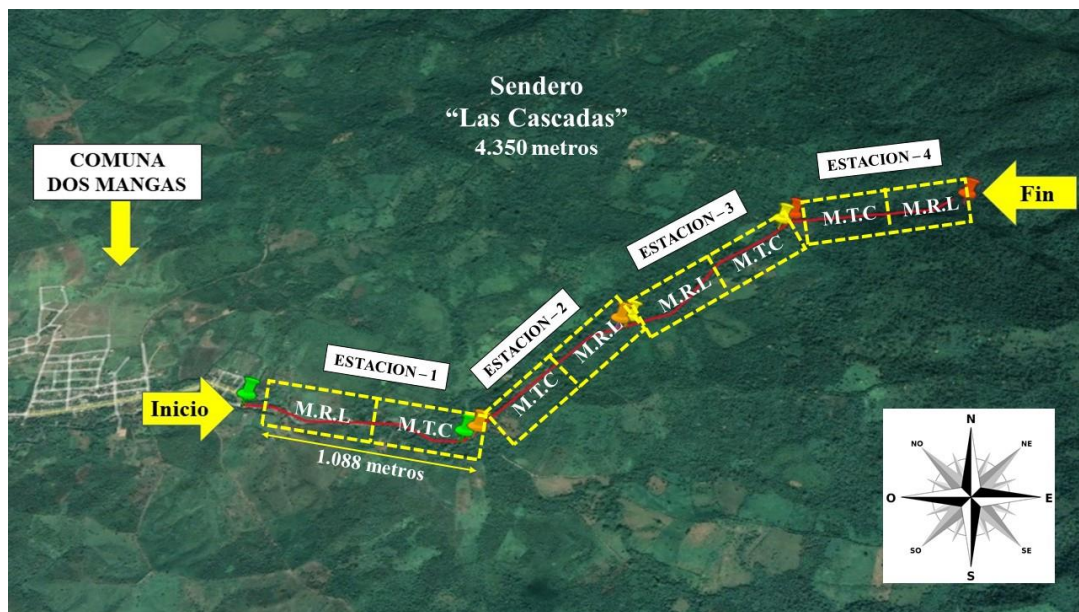 Sendero
“Las Cascadas”
4.350 metros
COMUNA
DOS MANGAS
ESTACION – 4
Fin
M.T.C
M.R.L
ESTACION – 3
M.R.L
M.T.C
ESTACION – 2
M.T.C
M.R.L
ESTACION – 1
Inicio
M.R.L
M.T.C
1.088 metros
N
NO
NE
O
E
SO
SE
S